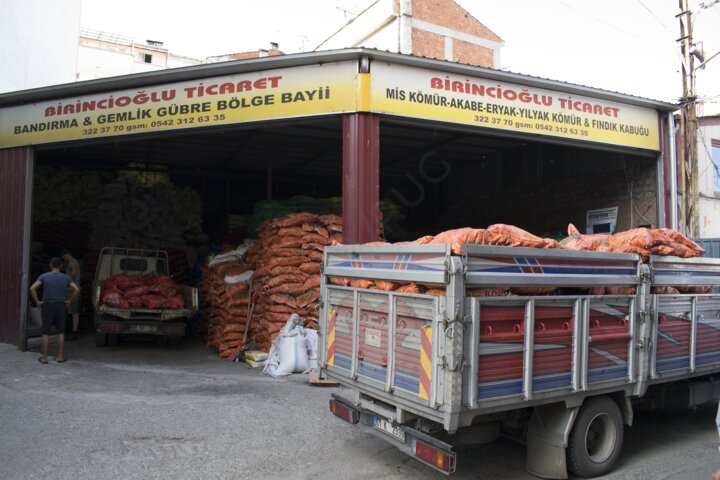 BİRİNCİOĞLU TİCARET
BANDIRMA & GEMLİK GÜBRE BÖLGE BAYİİ
322 37 70 gsm: 0542 312 63 35
BİRİNCİOĞLU TİCARET
MİS KÖMÜR-AKABE-ERYAK-YILYAK KÖMÜR & FINDIK KABUĞU
322 37 70 gsm: 0542 312 63 35